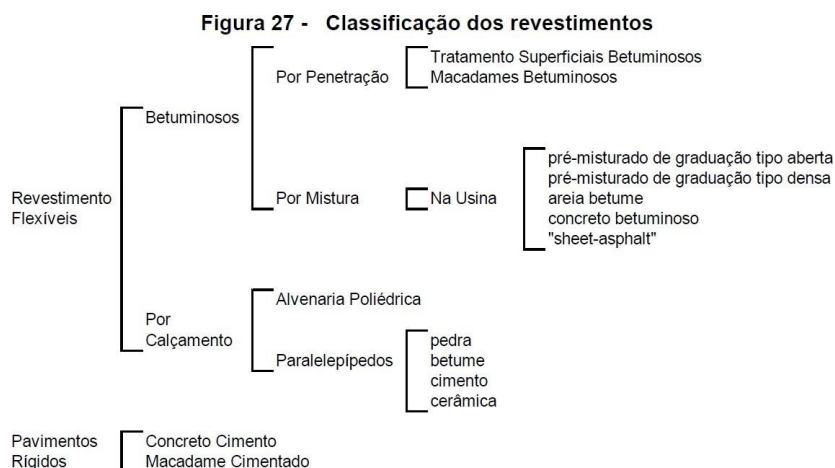 Figura 27 - Classificação dos revestimentos
Tratamento Superficiais Betuminosos
Por Penetração
Macadames Betuminosos
Betuminosos
pré-misturado de graduação tipo aberta
pré-misturado de graduação tipo densa
Revestimento
Flexíveis
Por Mistura
Na Usina
areia betume
concreto betuminoso
"sheet-asphalt"
Alvenaria Poliédrica
Por
Calçamento
Paralelepípedos
pedra
betume
cimento
cerâmica
Pavimentos
Rígidos
Concreto Cimento
Macadame Cimentado